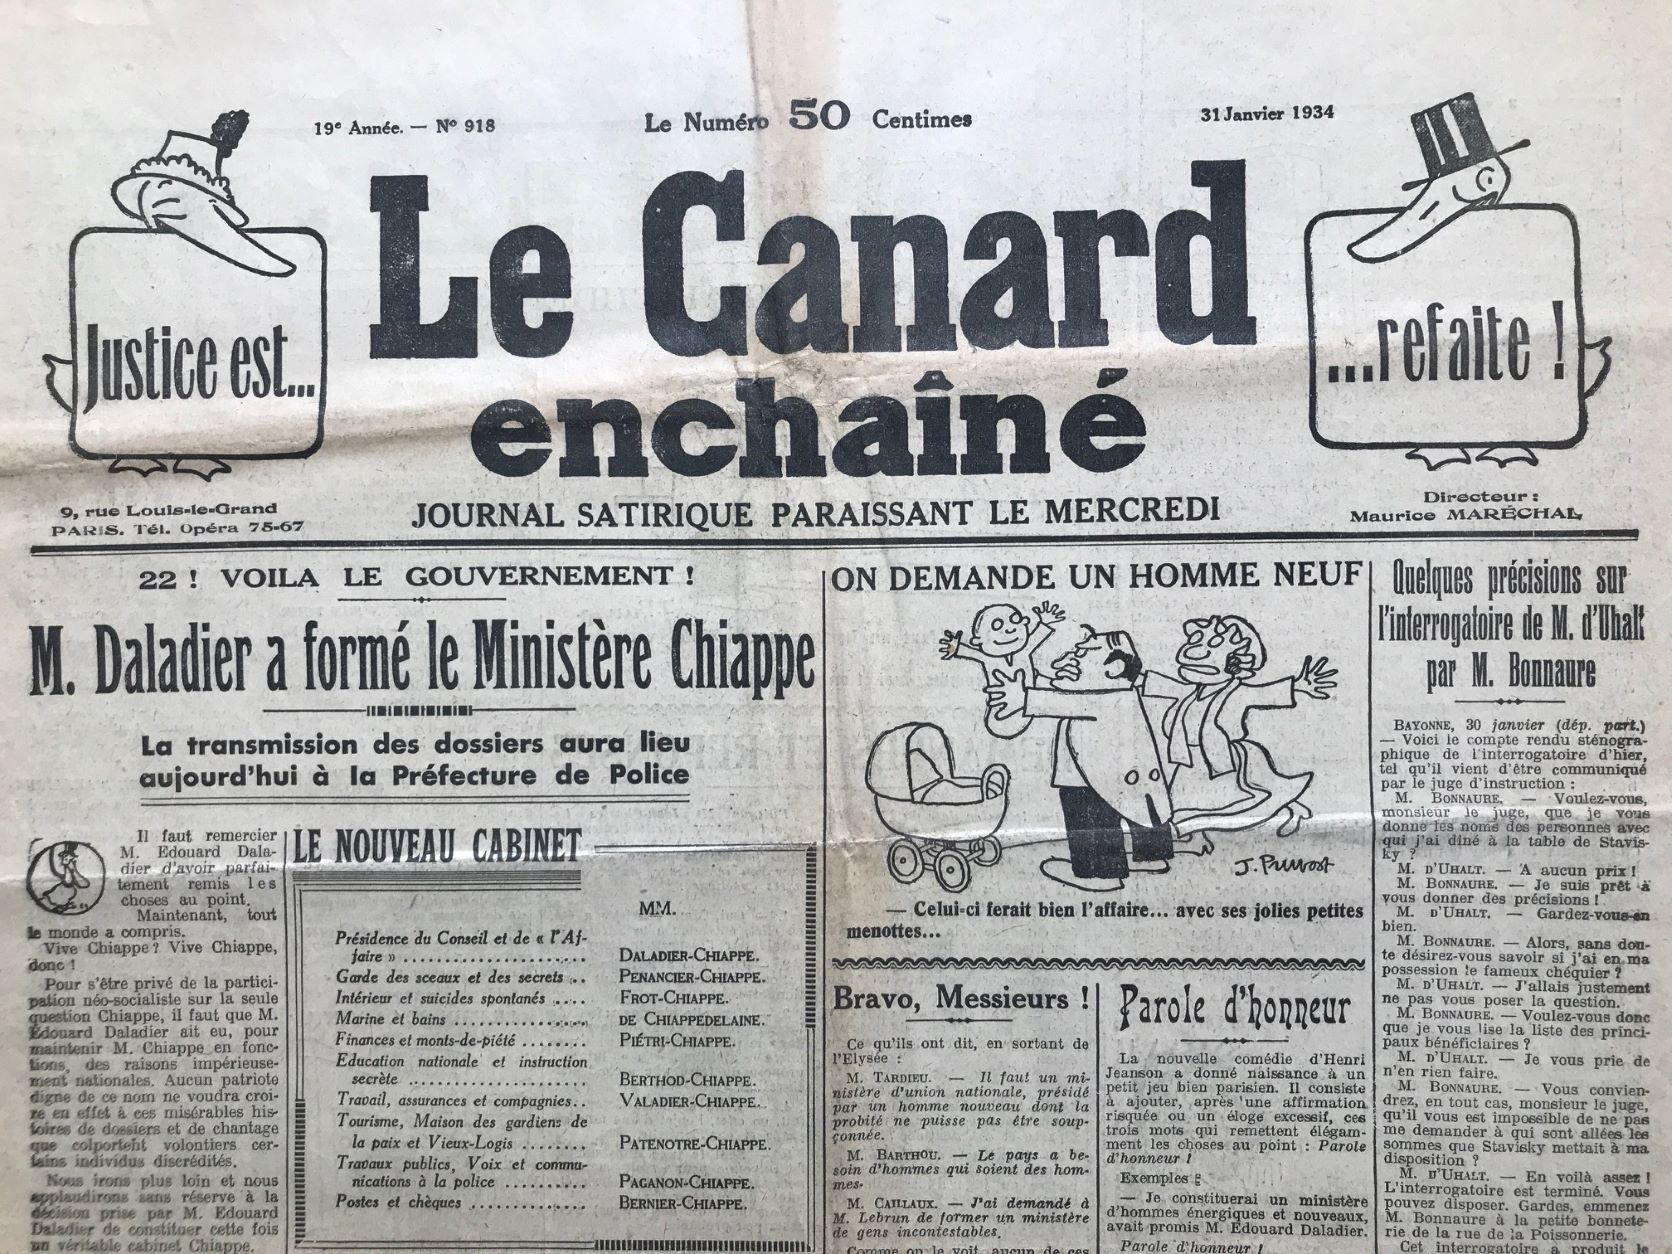 19e Année. — No 918
Le Numéro 50 Centimes
31 Janvier 1934
Justice est...
Le Canard
enchaîné
...refaite !
9, rue Louis-le-Grand
PARIS. Tél. Opéra 75-67
JOURNAL SATIRIQUE PARAISSANT LE MERCREDI
Directeur :
Maurice MARÉCHAL
22 ! VOILA LE GOUVERNEMENT !
M. Daladier a formé le Ministère Chiappe
La transmission des dossiers aura lieu
aujourd'hui à la Préfecture de Police
Il faut remercier
M. Edouard Dala-
dier d'avoir parfai-
tement remis les
choses au point.
Maintenant, tout
le monde a compris.
Vive Chiappe ? Vive Chiappe,
donc !
Pour s'être privé de la partici-
pation néo-socialiste sur la seule
question Chiappe, il faut que M.
Edouard Daladier ait eu, pour
maintenir M. Chiappe en fonc-
tions, des raisons impérieuse-
ment nationales. Aucun patriote
digne de ce nom ne voudra croi-
re en effet à ces misérables his-
toires de dossiers et de chantage
que colportent volontiers cer-
tains individus discrédités.
Nous irons plus loin et nous
applaudirons sans réserve à la
décision prise par M. Edouard
Daladier de constituer cette fois
un véritable cabinet Chiappe.
LE NOUVEAU CABINET
MM.
Présidence du Conseil et de « l'Af-
faire » .................... DALADIER-CHIAPPE.
Garde des sceaux et des secrets .. PENANCIER-CHIAPPE.
Intérieur et suicides spontanés ..... FROT-CHIAPPE.
Marine et bains .................. DE CHIAPPEDELAINE.
Finances et monts-de-piété ........ PIÉTRI-CHIAPPE.
Education nationale et instruction
secrète ...................... BERTHOD-CHIAPPE.
Travail, assurances et compagnies.. VALADIER-CHIAPPE.
Tourisme, Maison des gardiens de
la paix et Vieux-Logis ........... PATENOTRE-CHIAPPE.
Travaux publics, Voix et commu-
nications à la police .......... PAGANON-CHIAPPE.
Postes et chèques ................ BERNIER-CHIAPPE.
ON DEMANDE UN HOMME NEUF
J. Pruvost
— Celui-ci ferait bien l'affaire... avec ses jolies petites
menottes...
Bravo, Messieurs !
Ce qu'ils ont dit, en sortant de
l'Elysée :
M. TARDIEU. — Il faut un mi-
nistère d'union nationale, présidé
par un homme nouveau dont la
probité ne puisse pas être soup-
çonnée.
M. BARTHOU. — Le pays a be-
soin d'hommes qui soient des hom-
mes.
M. CAILLAUX. — J'ai demandé à
M. Lebrun de former un ministère
de gens incontestables.
Comme on le voit, aucun de ces
Parole d'honneur
La nouvelle comédie d'Henri
Jeanson a donné naissance à un
petit jeu bien parisien. Il consiste
à ajouter, après une affirmation
risquée ou un éloge excessif, ces
trois mots qui remettent élégam-
ment les choses au point : Parole
d'honneur !
Exemples :
— Je constituerai un ministère
d'hommes énergiques et nouveaux,
avait promis M. Edouard Daladier.
Parole d'honneur !
Quelques précisions sur
l'interrogatoire de M. d'Uhalt
par M. Bonnaure
BAYONNE, 30 janvier (dép. part.)
— Voici le compte rendu sténogra-
phique de l'interrogatoire d'hier,
tel qu'il vient d'être communiqué
par le juge d'instruction :
M. BONNAURE. — Voulez-vous,
monsieur le juge, que je vous
donne les noms des personnes avec
qui j'ai dîné à la table de Stavis-
ky ?
M. D'UHALT. — A aucun prix !
M. BONNAURE. — Je suis prêt à
vous donner des précisions !
M. D'UHALT. — Gardez-vous-en
bien.
M. BONNAURE. — Alors, sans dou-
te désirez-vous savoir si j'ai en ma
possession le fameux chéquier ?
M. D'UHALT. — J'allais justement
ne pas vous poser la question.
M. BONNAURE. — Voulez-vous donc
que je vous lise la liste des princi-
paux bénéficiaires ?
M. D'UHALT. — Je vous prie de
n'en rien faire.
M. BONNAURE. — Vous convien-
drez, en tout cas, monsieur le juge,
qu'il vous est impossible de ne pas
me demander à qui sont allées les
sommes que Stavisky mettait à ma
disposition ?
M. D'UHALT. — En voilà assez !
L'interrogatoire est terminé. Vous
pouvez disposer. Gardes, emmenez
M. Bonnaure à la petite bonnete-
rie de la rue de la Poissonnerie.
Cet interrogatoire a produit le